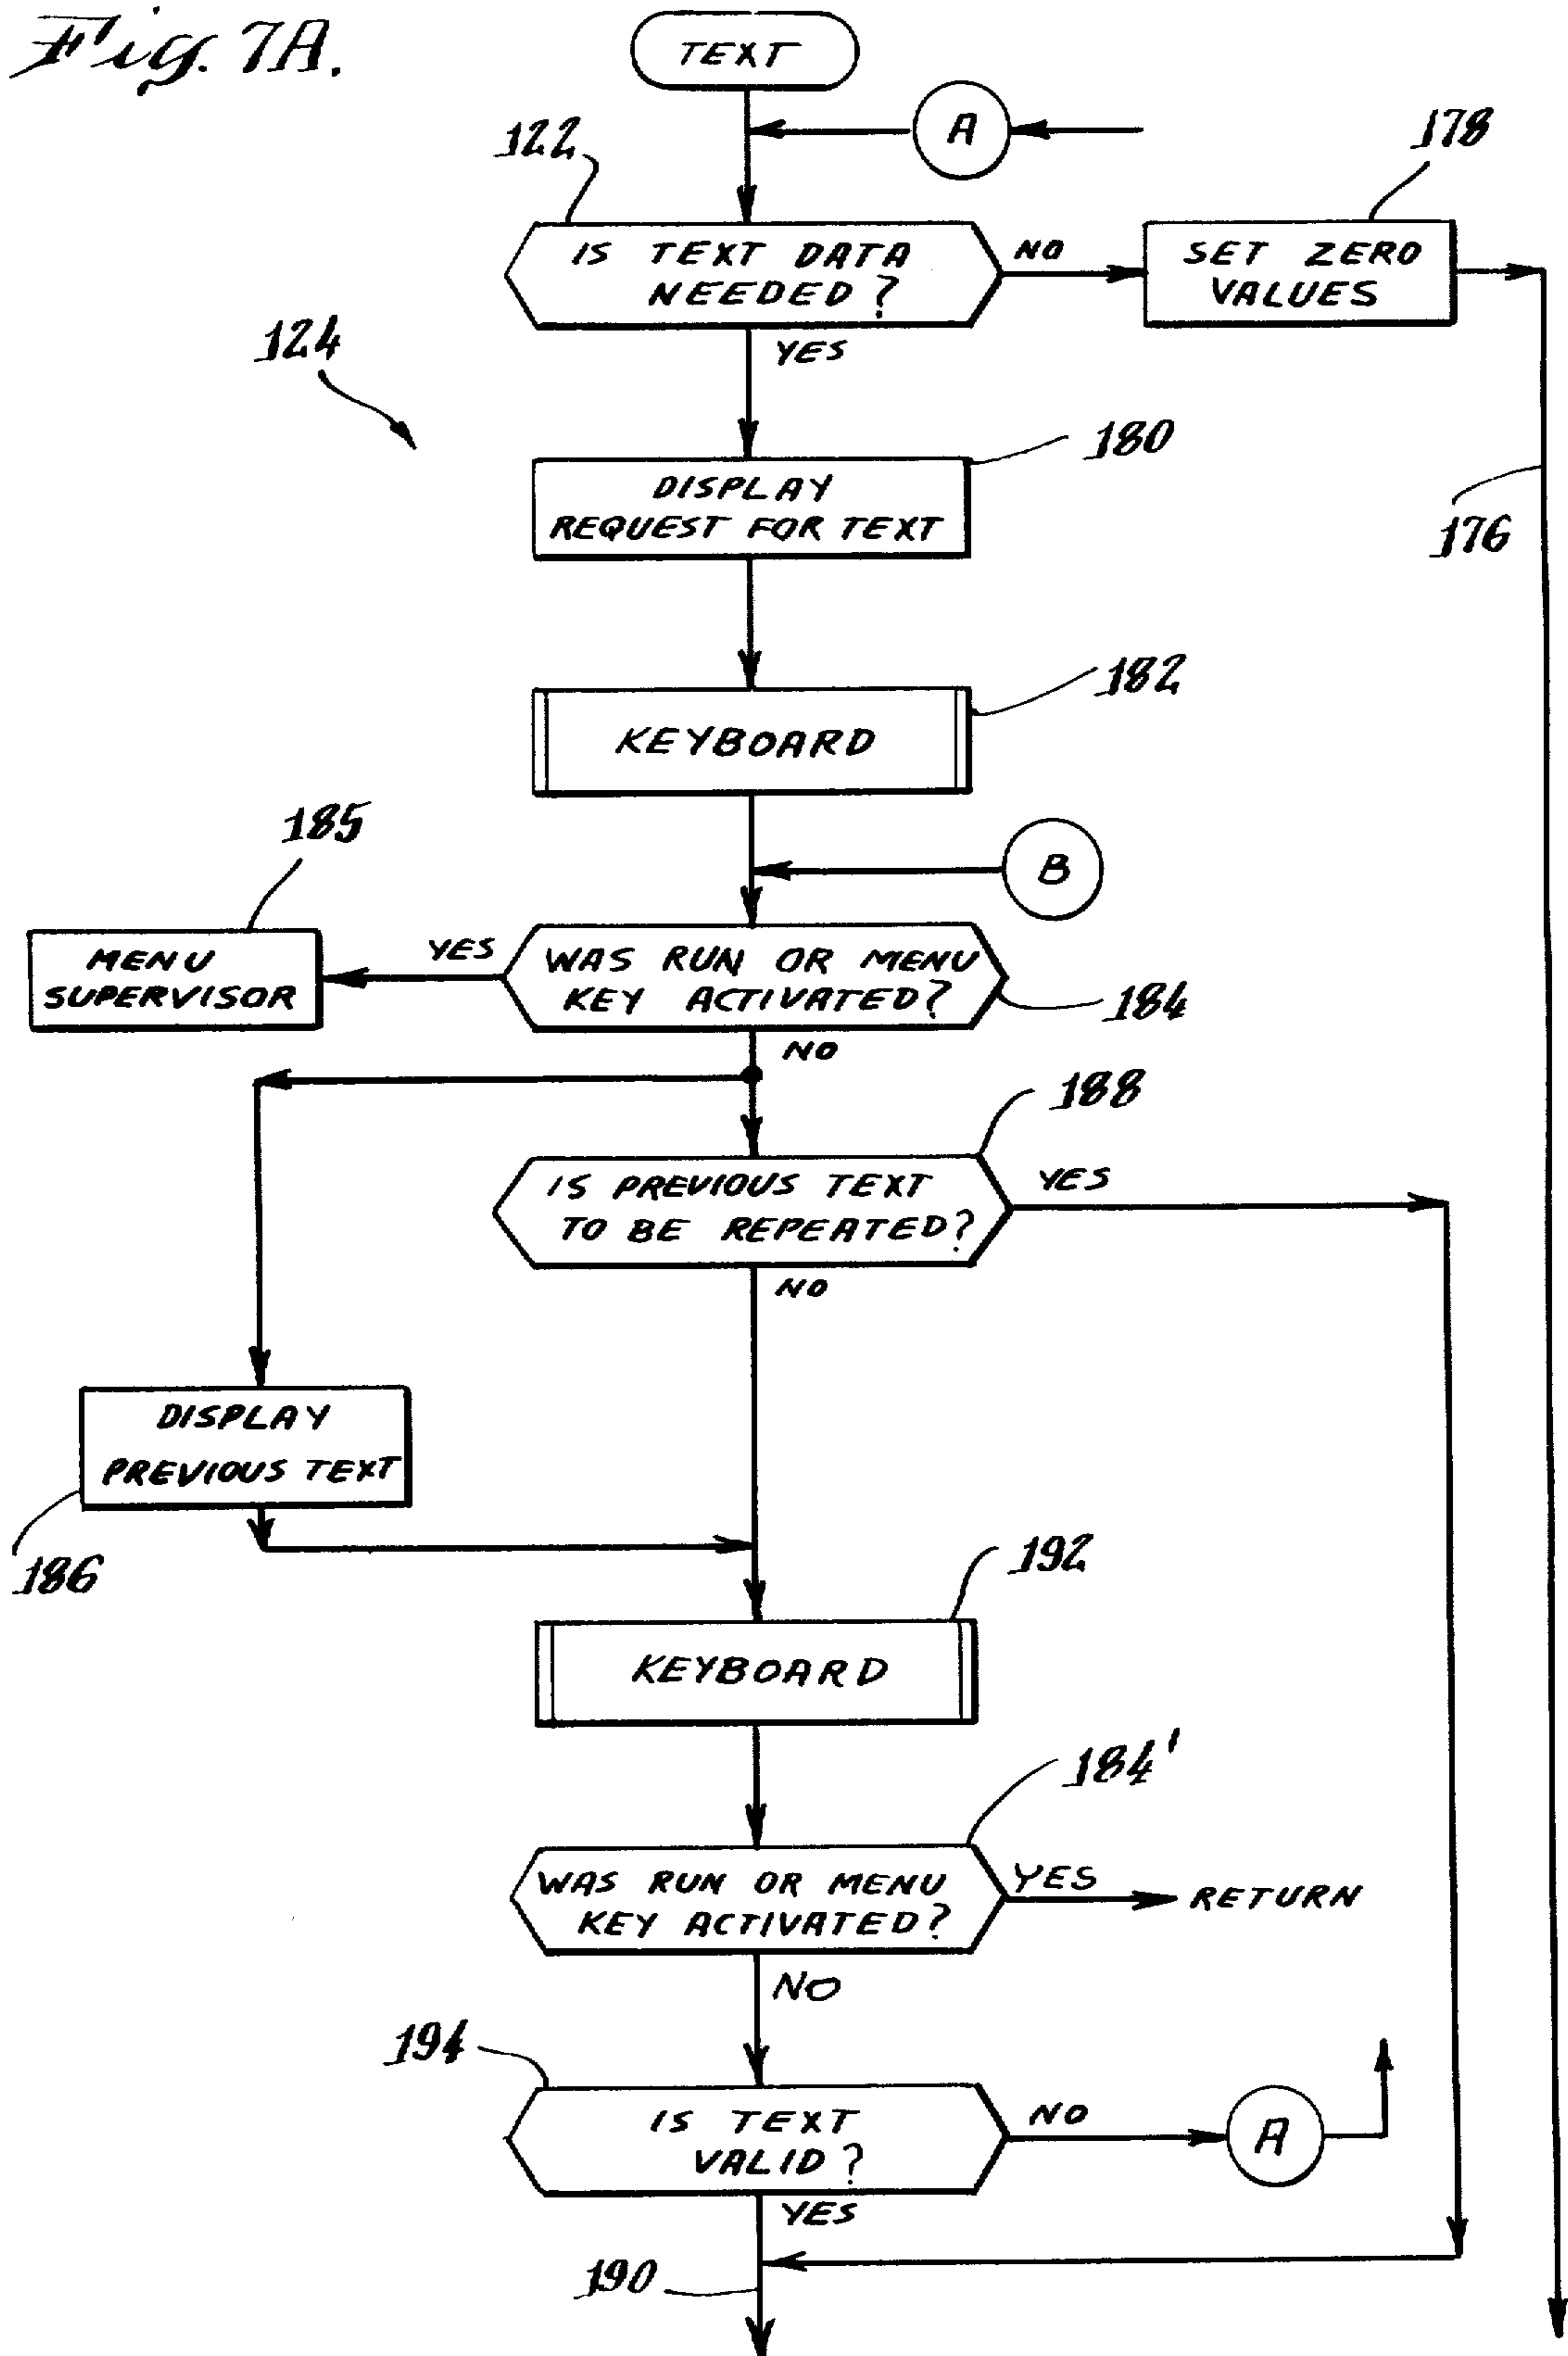 Fig. 7A.
TEXT
A
122
178
IS TEXT DATA
NEEDED?
NO
SET ZERO
VALUES
YES
124
180
DISPLAY
REQUEST FOR TEXT
176
182
KEYBOARD
185
B
MENU
SUPERVISOR
YES
WAS RUN OR MENU
KEY ACTIVATED?
184
NO
188
IS PREVIOUS TEXT
TO BE REPEATED?
YES
NO
DISPLAY
PREVIOUS TEXT
186
192
KEYBOARD
184'
WAS RUN OR MENU
KEY ACTIVATED?
YES
RETURN
NO
194
IS TEXT
VALID?
NO
A
YES
190